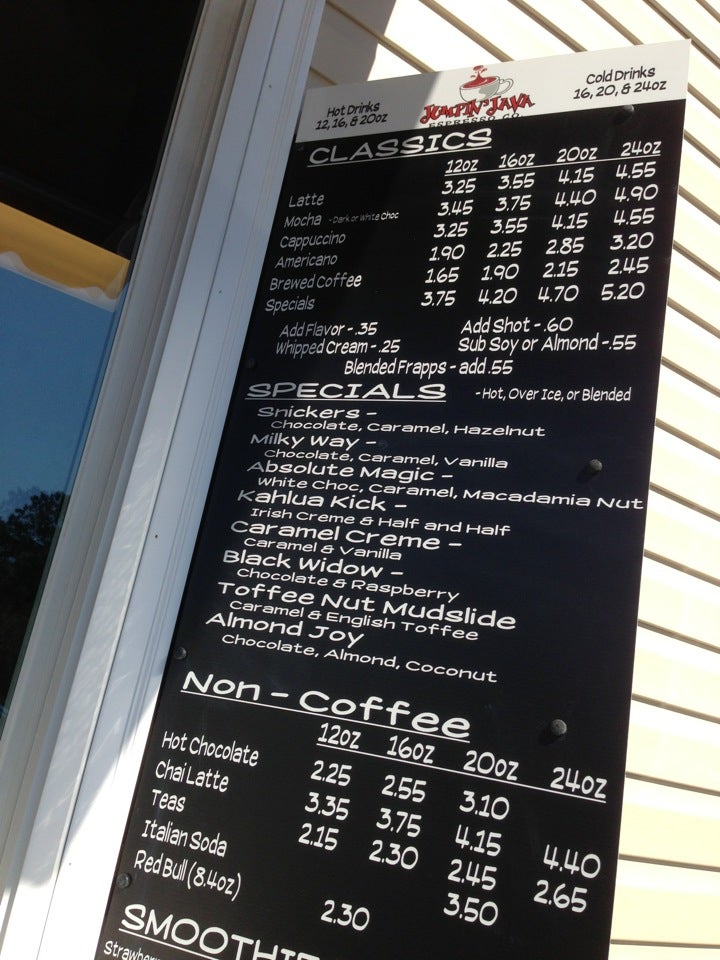 Hot Drinks
12, 16, & 20oz
JUMPIN' JAVA
ESPRESSO CO.
Cold Drinks
16, 20, & 24oz
CLASSICS
12oz 16oz 20oz 24oz
Latte 3.25 3.55 4.15 4.55
Mocha - Dark or White Choc 3.45 3.75 4.40 4.90
Cappuccino 3.25 3.55 4.15 4.55
Americano 1.90 2.25 2.85 3.20
Brewed Coffee 1.65 1.90 2.15 2.45
Specials 3.75 4.20 4.70 5.20
Add Flavor - .35 Add Shot - .60
Whipped Cream - .25 Sub Soy or Almond - .55
Blended Frapps - add .55
SPECIALS - Hot, Over Ice, or Blended
Snickers -
Chocolate, Caramel, Hazelnut
Milky Way -
Chocolate, Caramel, Vanilla
Absolute Magic -
White Choc, Caramel, Macadamia Nut
Kahlua Kick -
Irish Creme & Half and Half
Caramel Creme -
Caramel & Vanilla
Black Widow -
Chocolate & Raspberry
Toffee Nut Mudslide
Caramel & English Toffee
Almond Joy
Chocolate, Almond, Coconut
Non - Coffee
12oz 16oz 20oz 24oz
Hot Chocolate 2.25 2.55 3.10
Chai Latte 3.35 3.75 4.15 4.40
Teas 2.15 2.30 2.45 2.65
Italian Soda 3.50
Red Bull (8.4oz) 2.30
SMOOTHIE